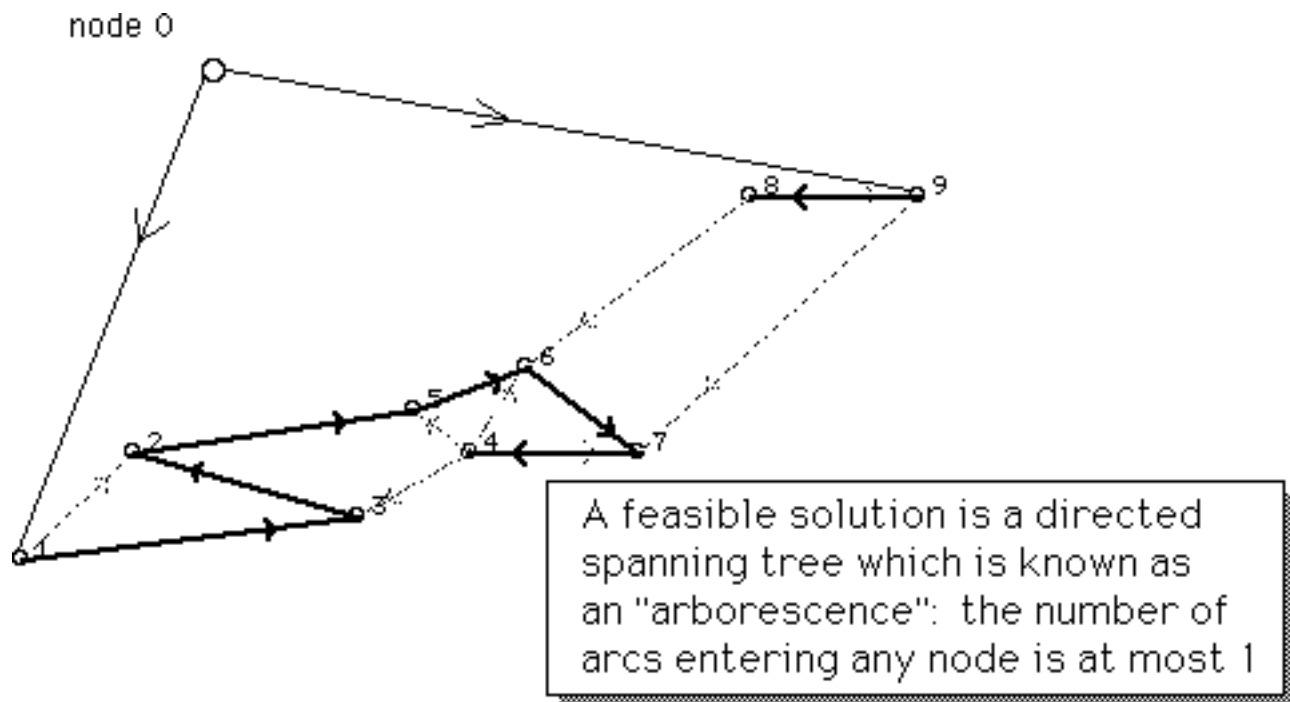 node 0
8
9
6
5
2
4
7
3
1
A feasible solution is a directed
spanning tree which is known as
an "arborescence": the number of
arcs entering any node is at most 1